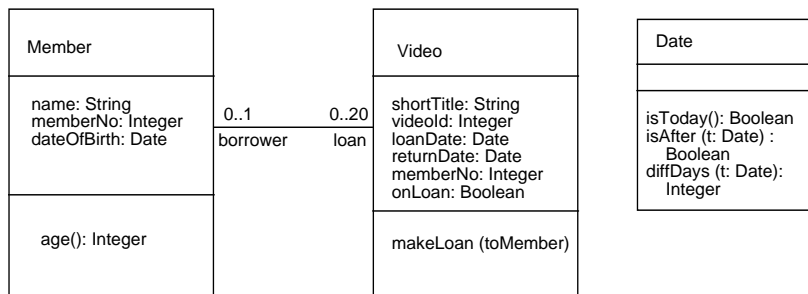 Member
name: String
memberNo: Integer
dateOfBirth: Date
age(): Integer
0..1
0..20
borrower
loan
Video
shortTitle: String
videoId: Integer
loanDate: Date
returnDate: Date
memberNo: Integer
onLoan: Boolean
makeLoan (toMember)
Date
isToday(): Boolean
isAfter (t: Date) :
Boolean
diffDays (t: Date):
Integer